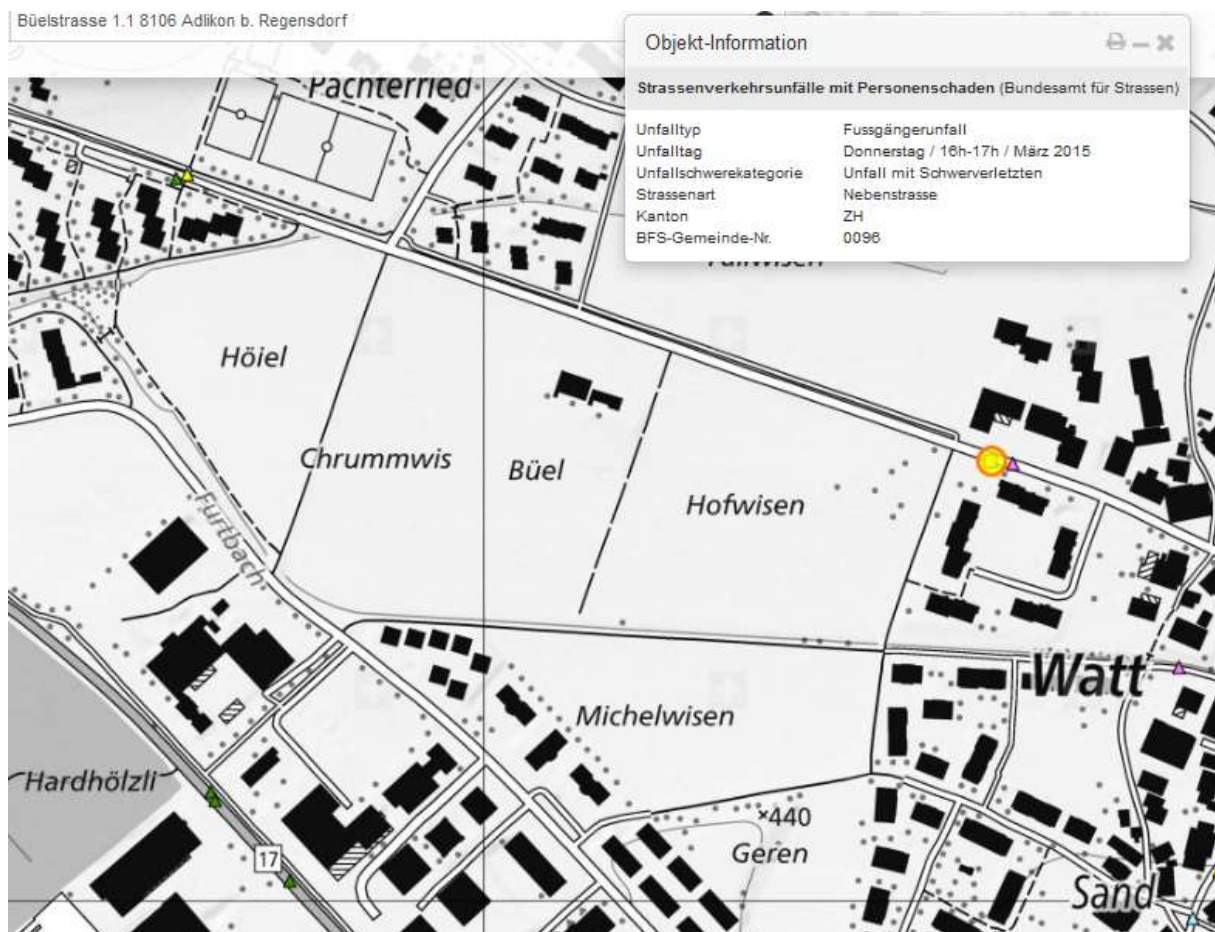 Büelstrasse 1.1 8106 Adlikon b. Regensdorf
Objekt-Information
Strassenverkehrsunfälle mit Personenschaden (Bundesamt für Strassen)
Unfalltyp Fussgängerunfall
Unfalltag Donnerstag / 16h-17h / März 2015
Unfallschwerekategorie Unfall mit Schwerverletzten
Strassenart Nebenstrasse
Kanton ZH
BFS-Gemeinde-Nr. 0096
Pächterried
Höiel
Chrummwis
Büel
Hofwisen
Furtbach
Watt
Michelwisen
Hardhölzli
×440
17
Geren
Sand